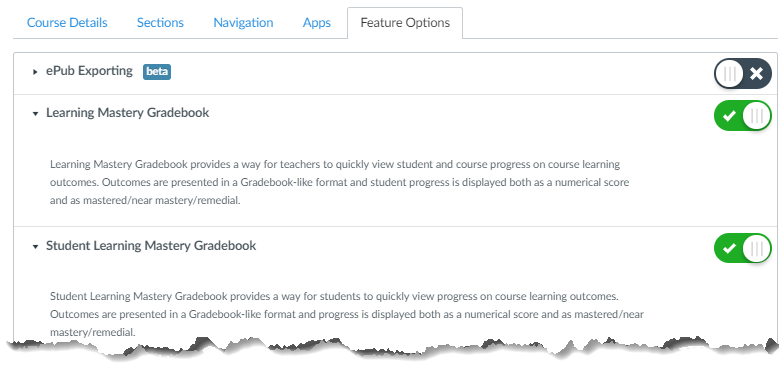 Course Details Sections Navigation Apps Feature Options
ePub Exporting beta
Learning Mastery Gradebook
Learning Mastery Gradebook provides a way for teachers to quickly view student and course progress on course learning
outcomes. Outcomes are presented in a Gradebook-like format and student progress is displayed both as a numerical score
and as mastered/near mastery/remedial.
Student Learning Mastery Gradebook
Student Learning Mastery Gradebook provides a way for students to quickly view progress on course learning outcomes.
Outcomes are presented in a Gradebook-like format and progress is displayed both as a numerical score and as mastered/near
mastery/remedial.